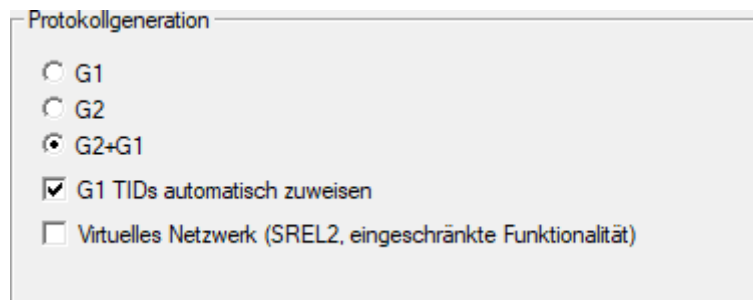 Protokollgeneration
G1
G2
G2+G1
G1 TIDs automatisch zuweisen
Virtuelles Netzwerk (SREL2, eingeschränkte Funktionalität)